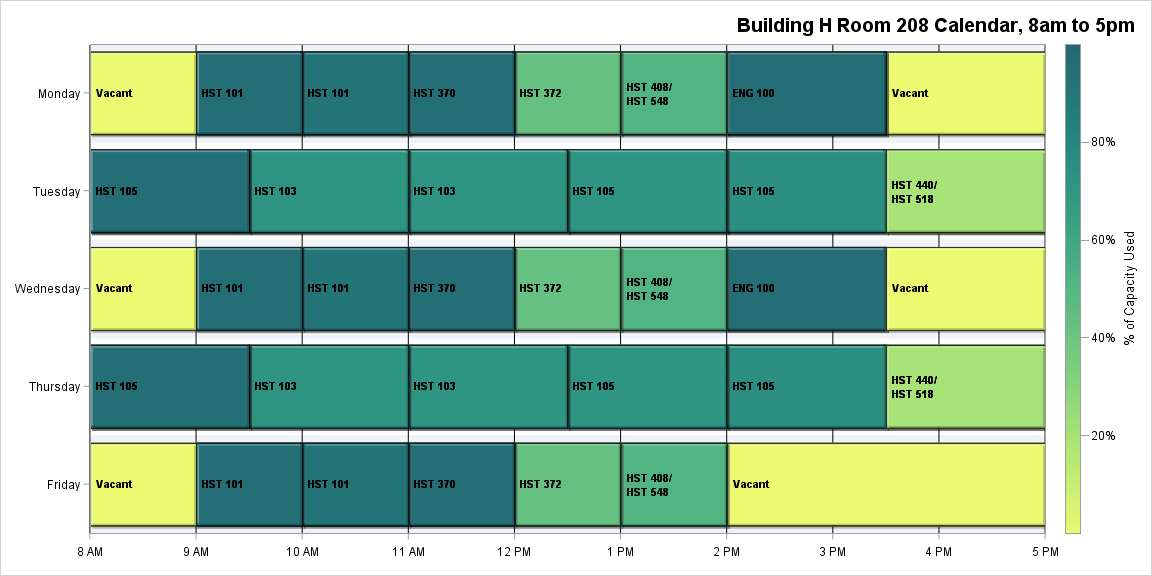 Building H Room 208 Calendar, 8am to 5pm
Monday
Vacant
HST 101
HST 101
HST 370
HST 372
HST 408/
HST 548
ENG 100
Vacant
Tuesday
HST 105
HST 103
HST 103
HST 105
HST 105
HST 440/
HST 518
Wednesday
Vacant
HST 101
HST 101
HST 370
HST 372
HST 408/
HST 548
ENG 100
Vacant
Thursday
HST 105
HST 103
HST 103
HST 105
HST 105
HST 440/
HST 518
Friday
Vacant
HST 101
HST 101
HST 370
HST 372
HST 408/
HST 548
Vacant
8 AM
9 AM
10 AM
11 AM
12 PM
1 PM
2 PM
3 PM
4 PM
5 PM
80%
60%
40%
20%
% of Capacity Used